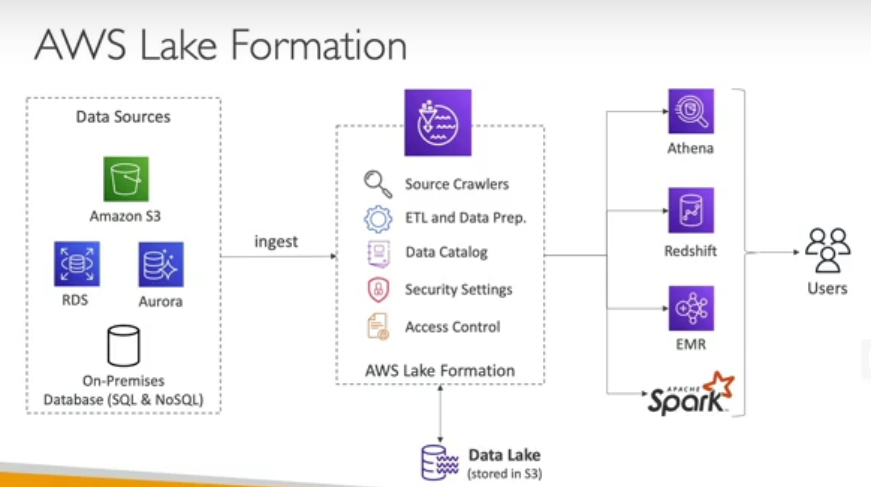 AWS Lake Formation
Data Sources
Amazon S3
RDS
Aurora
On-Premises
Database (SQL & NoSQL)
ingest
Source Crawlers
ETL and Data Prep.
Data Catalog
Security Settings
Access Control
AWS Lake Formation
Data Lake
(stored in S3)
Athena
Redshift
EMR
APACHE
Spark
Users